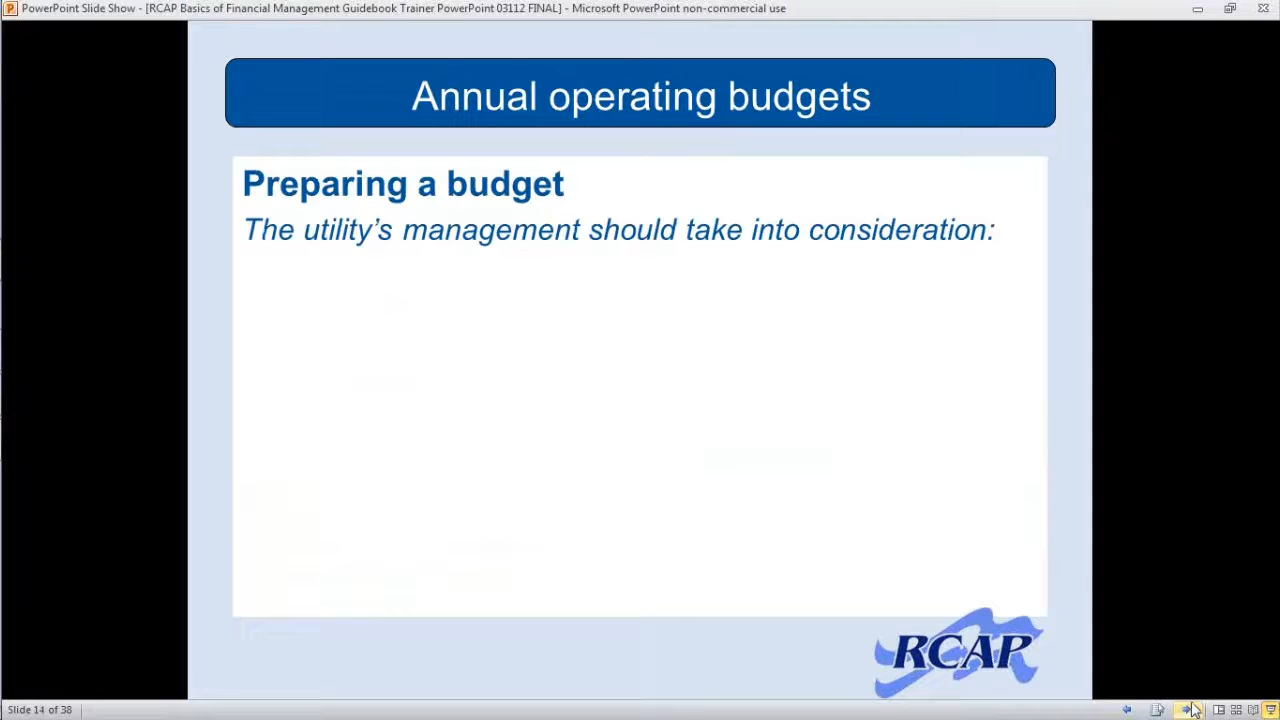 PowerPoint Slide Show - [RCAP Basics of Financial Management Guidebook Trainer PowerPoint 03112 FINAL] - Microsoft PowerPoint non-commercial use
Annual operating budgets
Preparing a budget
The utility’s management should take into consideration:
RCAP
Slide 14 of 38